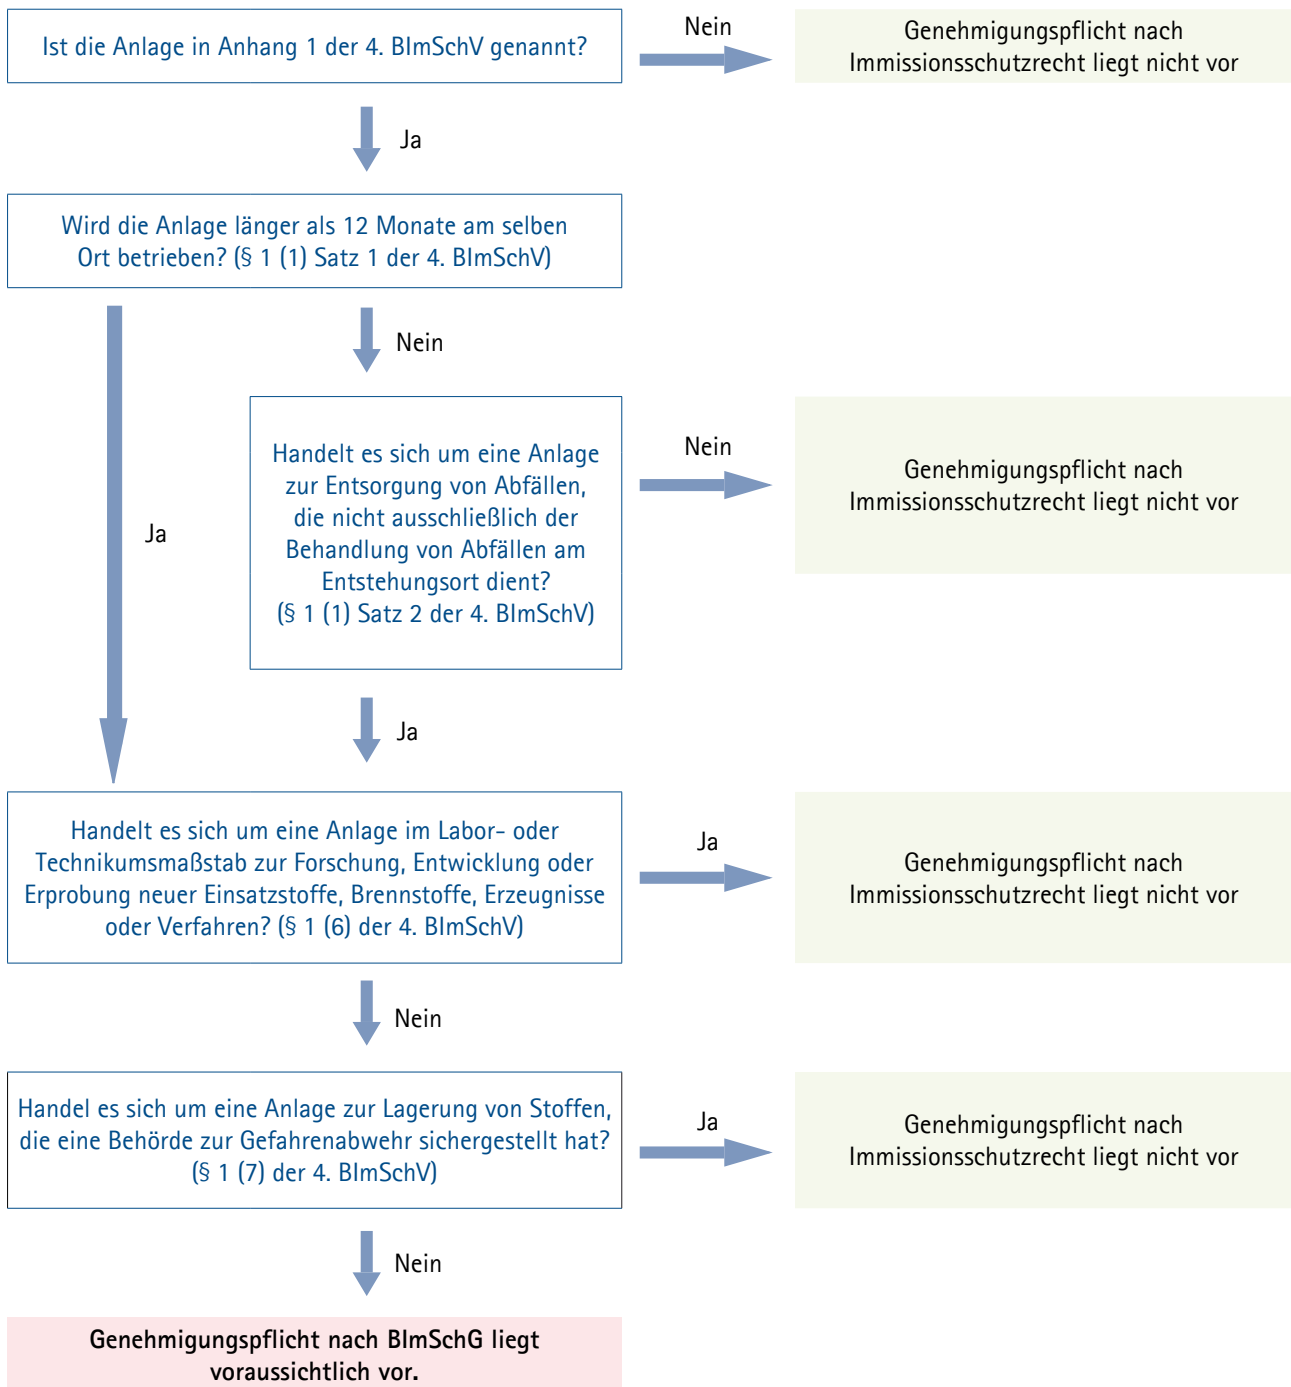 Ist die Anlage in Anhang 1 der 4. BImSchV genannt?
Nein
Genehmigungspflicht nach
Immissionsschutzrecht liegt nicht vor
Ja
Wird die Anlage länger als 12 Monate am selben
Ort betrieben? (§ 1 (1) Satz 1 der 4. BImSchV)
Nein
Ja
Handelt es sich um eine Anlage
zur Entsorgung von Abfällen,
die nicht ausschließlich der
Behandlung von Abfällen am
Entstehungsort dient?
(§ 1 (1) Satz 2 der 4. BImSchV)
Nein
Genehmigungspflicht nach
Immissionsschutzrecht liegt nicht vor
Ja
Handelt es sich um eine Anlage im Labor- oder
Technikumsmaßstab zur Forschung, Entwicklung oder
Erprobung neuer Einsatzstoffe, Brennstoffe, Erzeugnisse
oder Verfahren? (§ 1 (6) der 4. BImSchV)
Ja
Genehmigungspflicht nach
Immissionsschutzrecht liegt nicht vor
Nein
Handel es sich um eine Anlage zur Lagerung von Stoffen,
die eine Behörde zur Gefahrenabwehr sichergestellt hat?
(§ 1 (7) der 4. BImSchV)
Ja
Genehmigungspflicht nach
Immissionsschutzrecht liegt nicht vor
Nein
Genehmigungspflicht nach BImSchG liegt
voraussichtlich vor.